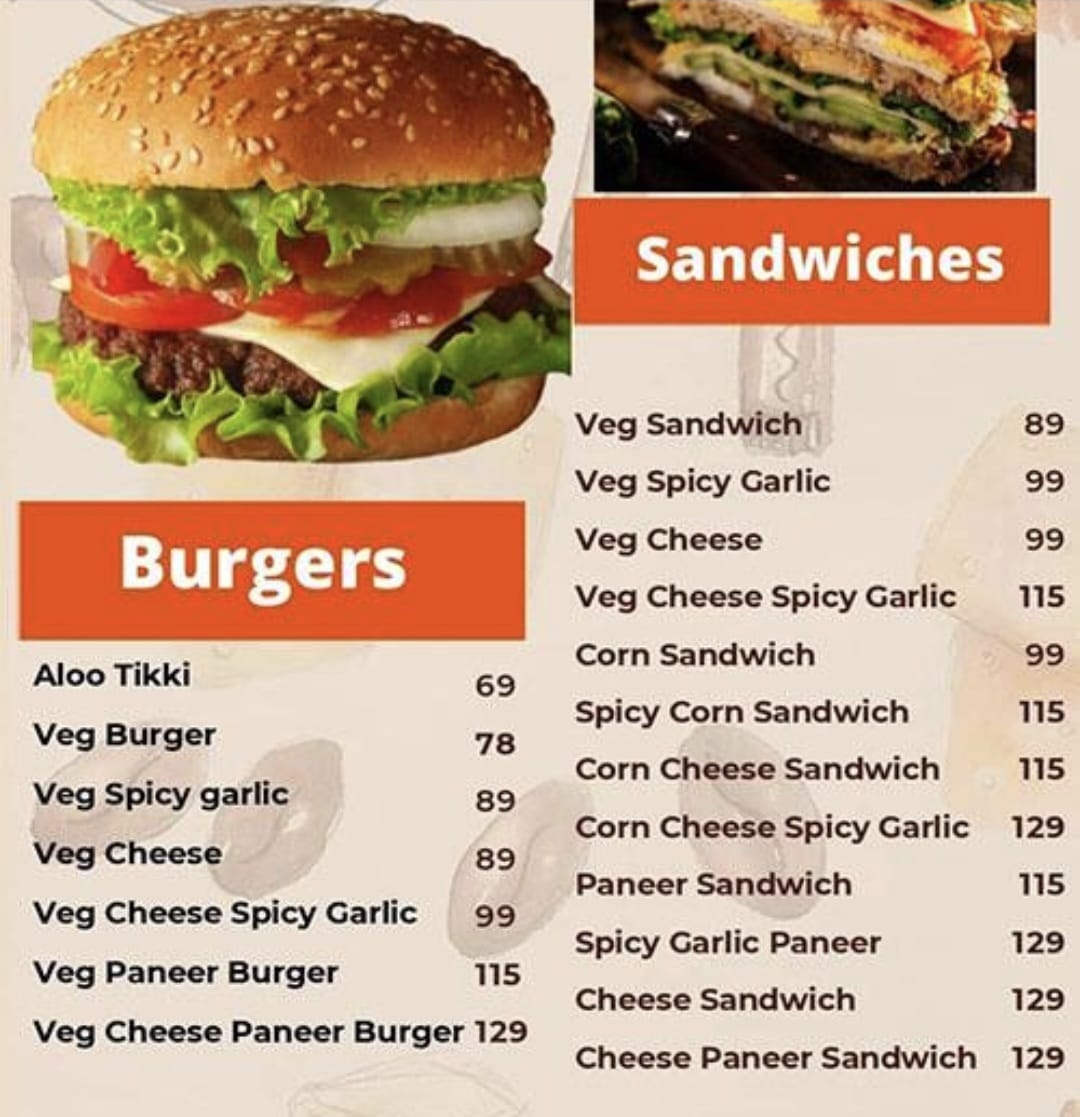 Burgers
Aloo Tikki 69
Veg Burger 78
Veg Spicy garlic 89
Veg Cheese 89
Veg Cheese Spicy Garlic 99
Veg Paneer Burger 115
Veg Cheese Paneer Burger 129
Sandwiches
Veg Sandwich 89
Veg Spicy Garlic 99
Veg Cheese 99
Veg Cheese Spicy Garlic 115
Corn Sandwich 99
Spicy Corn Sandwich 115
Corn Cheese Sandwich 115
Corn Cheese Spicy Garlic 129
Paneer Sandwich 115
Spicy Garlic Paneer 129
Cheese Sandwich 129
Cheese Paneer Sandwich 129